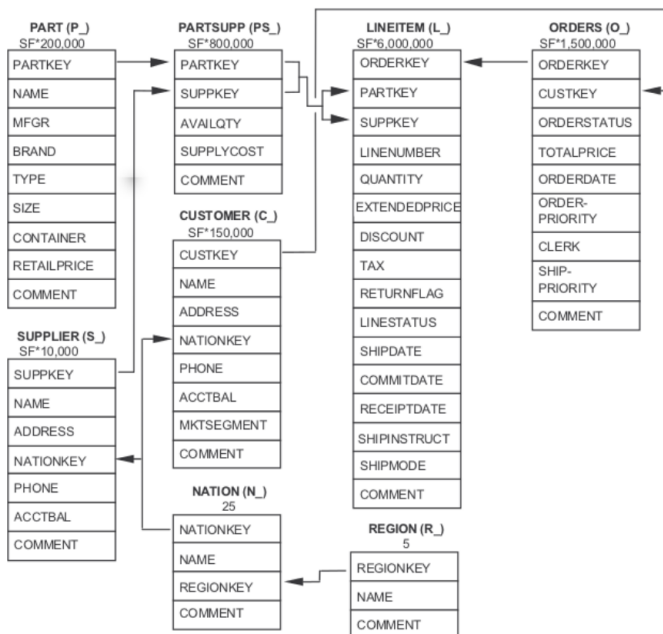 PART (P_)
SF*200,000
PARTKEY
NAME
MFGR
BRAND
TYPE
SIZE
CONTAINER
RETAILPRICE
COMMENT
SUPPLIER (S_)
SF*10,000
SUPPKEY
NAME
ADDRESS
NATIONKEY
PHONE
ACCTBAL
COMMENT
PARTSUPP (PS_)
SF*800,000
PARTKEY
SUPPKEY
AVAILQTY
SUPPLYCOST
COMMENT
CUSTOMER (C_)
SF*150,000
CUSTKEY
NAME
ADDRESS
NATIONKEY
PHONE
ACCTBAL
MKTSEGMENT
COMMENT
NATION (N_)
25
NATIONKEY
NAME
REGIONKEY
COMMENT
LINEITEM (L_)
SF*6,000,000
ORDERKEY
PARTKEY
SUPPKEY
LINENUMBER
QUANTITY
EXTENDEDPRICE
DISCOUNT
TAX
RETURNFLAG
LINESTATUS
SHIPDATE
COMMITDATE
RECEIPTDATE
SHIPINSTRUCT
SHIPMODE
COMMENT
REGION (R_)
5
REGIONKEY
NAME
COMMENT
ORDERS (O_)
SF*1,500,000
ORDERKEY
CUSTKEY
ORDERSTATUS
TOTALPRICE
ORDERDATE
ORDER-
PRIORITY
CLERK
SHIP-
PRIORITY
COMMENT